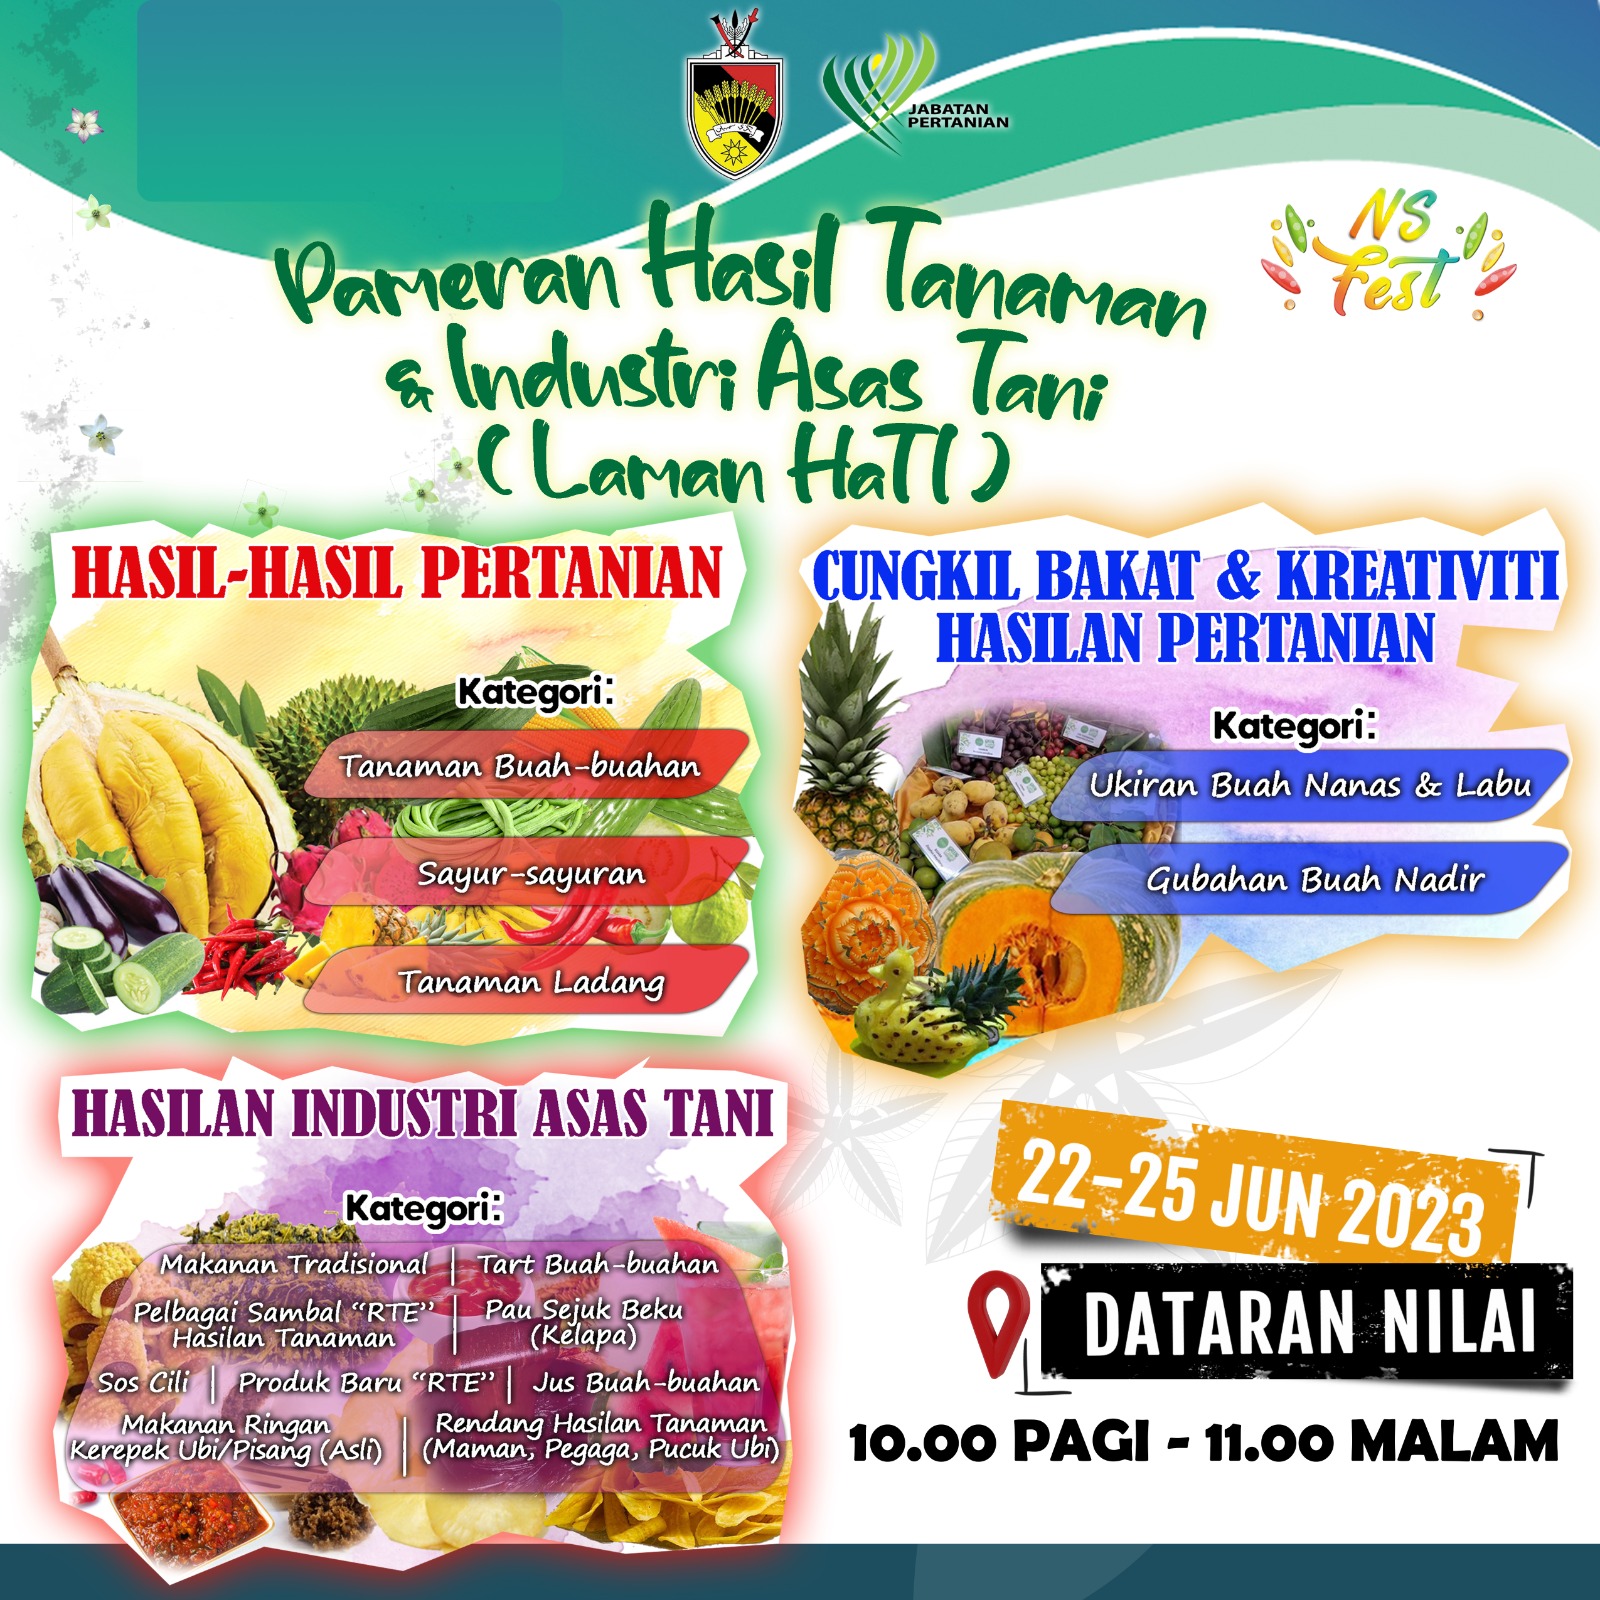 JABATAN
PERTANIAN
NS
Fest
Pameran Hasil Tanaman
& Industri Asas Tani
(Laman HaTI)
HASIL-HASIL PERTANIAN
Kategori:
Tanaman Buah-buahan
Sayur-sayuran
Tanaman Ladang
CUNGKIL BAKAT & KREATIVITI
HASILAN PERTANIAN
Kategori:
Ukiran Buah Nanas & Labu
Gubahan Buah Nadir
HASILAN INDUSTRI ASAS TANI
Kategori:
Makanan Tradisional | Tart Buah-buahan
Pelbagai Sambal “RTE”
Hasilan Tanaman
Pau Sejuk Beku
(Kelapa)
Sos Cili | Produk Baru “RTE” | Jus Buah-buahan
Makanan Ringan
Kerepek Ubi/Pisang (Asli)
Rendang Hasilan Tanaman
(Maman, Pegaga, Pucuk Ubi)
22-25 JUN 2023
DATARAN NILAI
10.00 PAGI - 11.00 MALAM